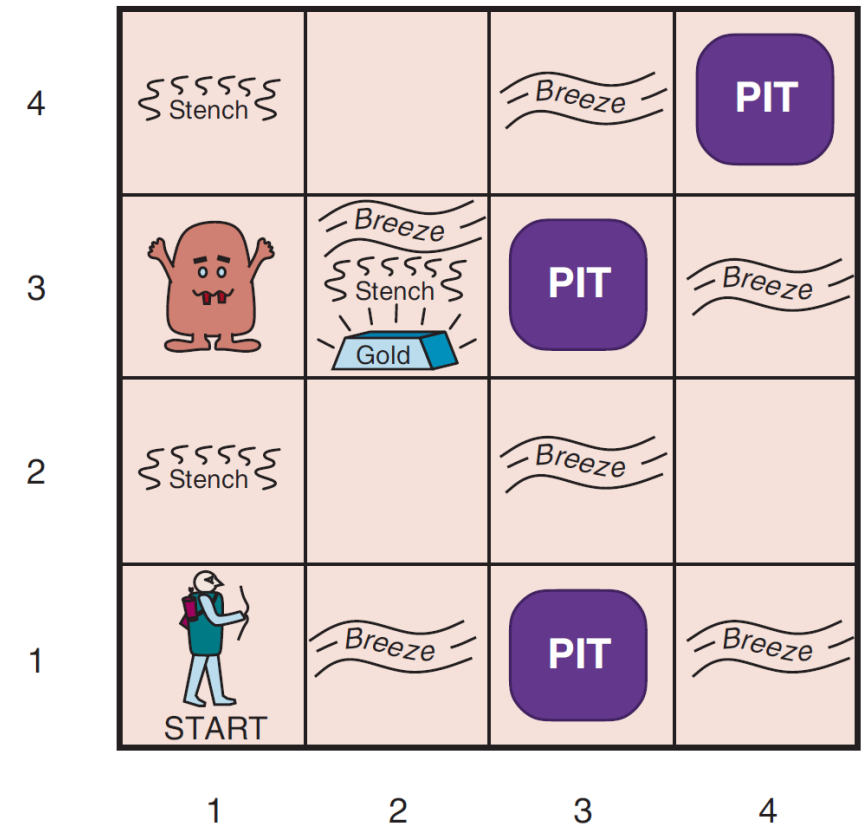 4
Stench
Breeze
PIT
3
Breeze
Stench
Gold
PIT
Breeze
2
Stench
Breeze
1
START
Breeze
PIT
Breeze
1 2 3 4